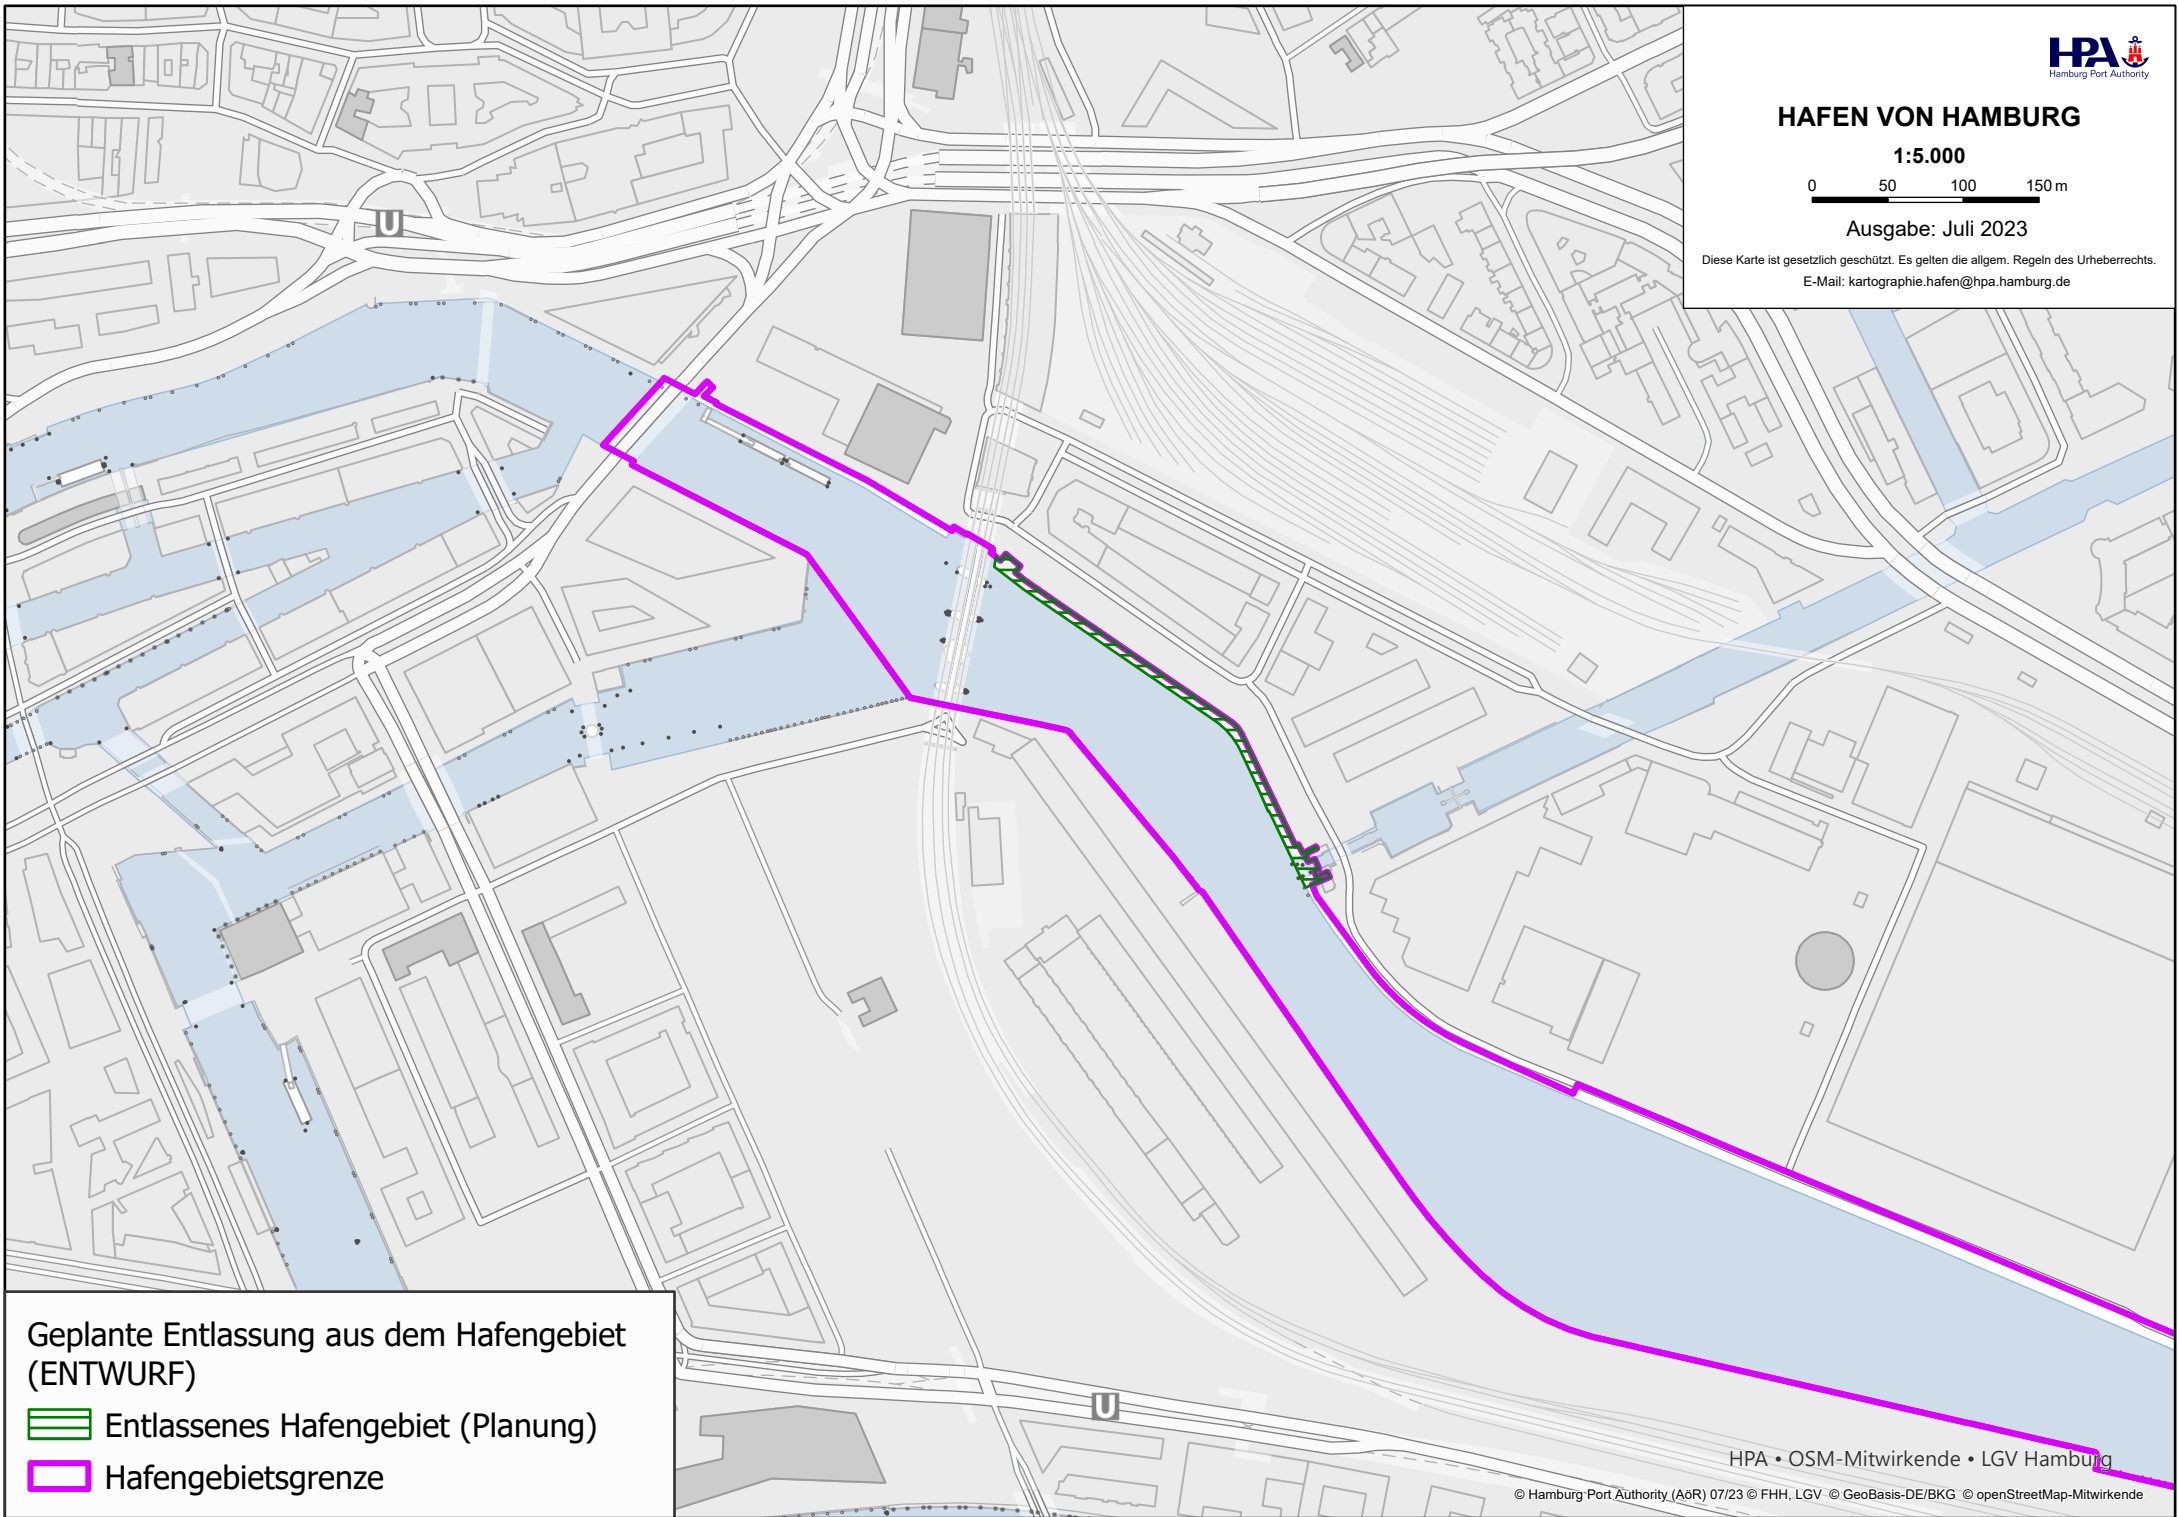 HPA
Hamburg Port Authority
HAFEN VON HAMBURG
1:5.000
0 50 100 150 m
Ausgabe: Juli 2023
Diese Karte ist gesetzlich geschützt. Es gelten die allgem. Regeln des Urheberrechts.
E-Mail: kartographie.hafen@hpa.hamburg.de
U
U
Geplante Entlassung aus dem Hafengebiet
(ENTWURF)
Entlassenes Hafengebiet (Planung)
Hafengebietsgrenze
HPA • OSM-Mitwirkende • LGV Hamburg
© Hamburg Port Authority (AöR) 07/23 © FHH, LGV © GeoBasis-DE/BKG © openStreetMap-Mitwirkende